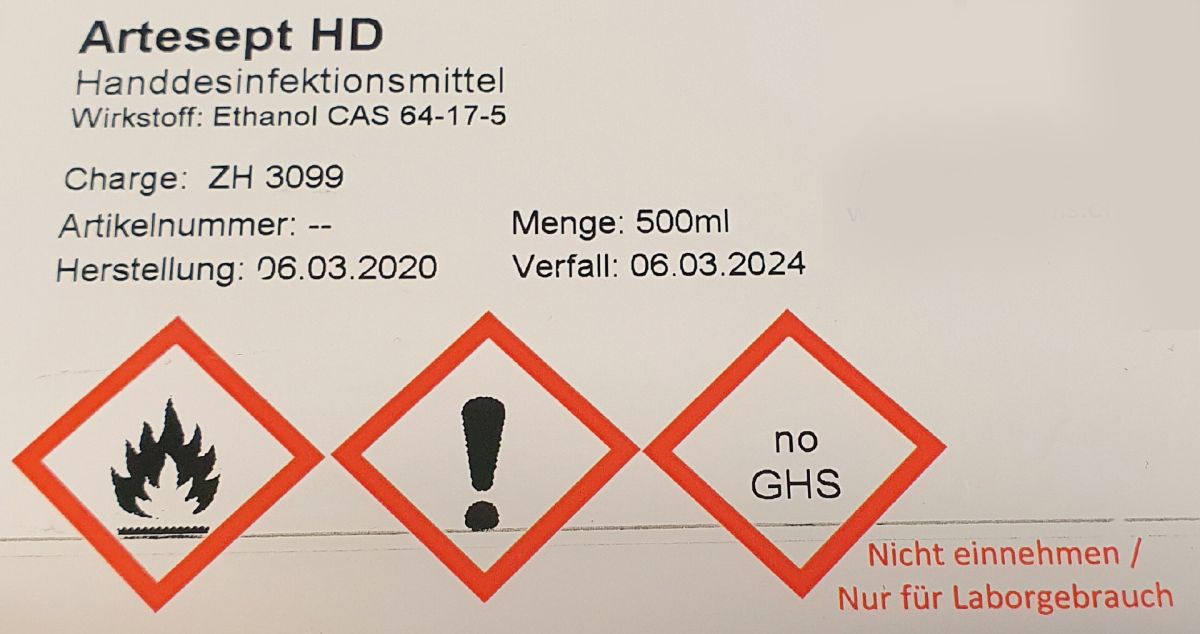 Artesept HD
Handdesinfektionsmittel
Wirkstoff: Ethanol CAS 64-17-5
Charge: ZH 3099
Artikelnummer: --
Menge: 500ml
Herstellung: 06.03.2020
Verfall: 06.03.2024
no
GHS
Nicht einnehmen /
Nur für Laborgebrauch